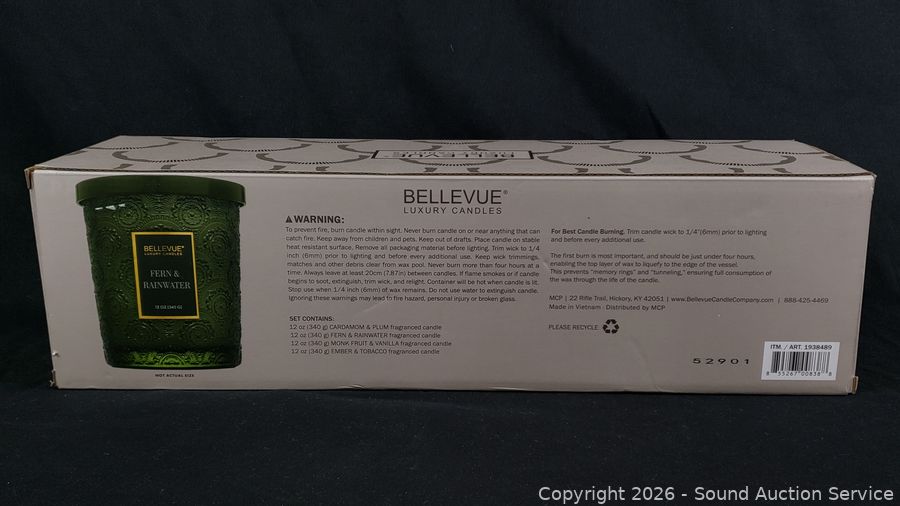 BELLEVUE
BELLEVUE®
LUXURY CANDLES
FERN &
RAINWATER
12 OZ (340 G)
NOT ACTUAL SIZE
BELLEVUE®
LUXURY CANDLES
WARNING:
To prevent fire, burn candle within sight. Never burn candle on or near anything that can
catch fire. Keep away from children and pets. Keep out of drafts. Place candle on stable
heat resistant surface. Remove all packaging material before lighting. Trim wick to 1/4
inch (6mm) prior to lighting and before every additional use. Keep wick trimmings,
matches and other debris clear from wax pool. Never burn more than four hours at a
time. Always leave at least 20cm (7.87in) between candles. If flame smokes or if candle
begins to soot, extinguish, trim wick, and relight. Container will be hot when candle is lit.
Stop use when 1/4 inch (6mm) of wax remains. Do not use water to extinguish candle.
Ignoring these warnings may lead to fire hazard, personal injury or broken glass.
SET CONTAINS:
12 oz (340 g) CARDAMOM & PLUM fragranced candle
12 oz (340 g) FERN & RAINWATER fragranced candle
12 oz (340 g) MONK FRUIT & VANILLA fragranced candle
12 oz (340 g) EMBER & TOBACCO fragranced candle
For Best Candle Burning. Trim candle wick to 1/4"(6mm) prior to lighting
and before every additional use.
The first burn is most important, and should be just under four hours,
enabling the top layer of wax to liquefy to the edge of the vessel.
This prevents "memory rings" and "tunneling," ensuring full consumption of
the wax through the life of the candle.
MCP | 22 Rifle Trail, Hickory, KY 42051 | www.BellevueCandleCompany.com | 888-425-4469
Made in Vietnam · Distributed by MCP
PLEASE RECYCLE
52901
ITM. / ART. 1938489
8 55267 00838 8
Copyright 2026 - Sound Auction Service